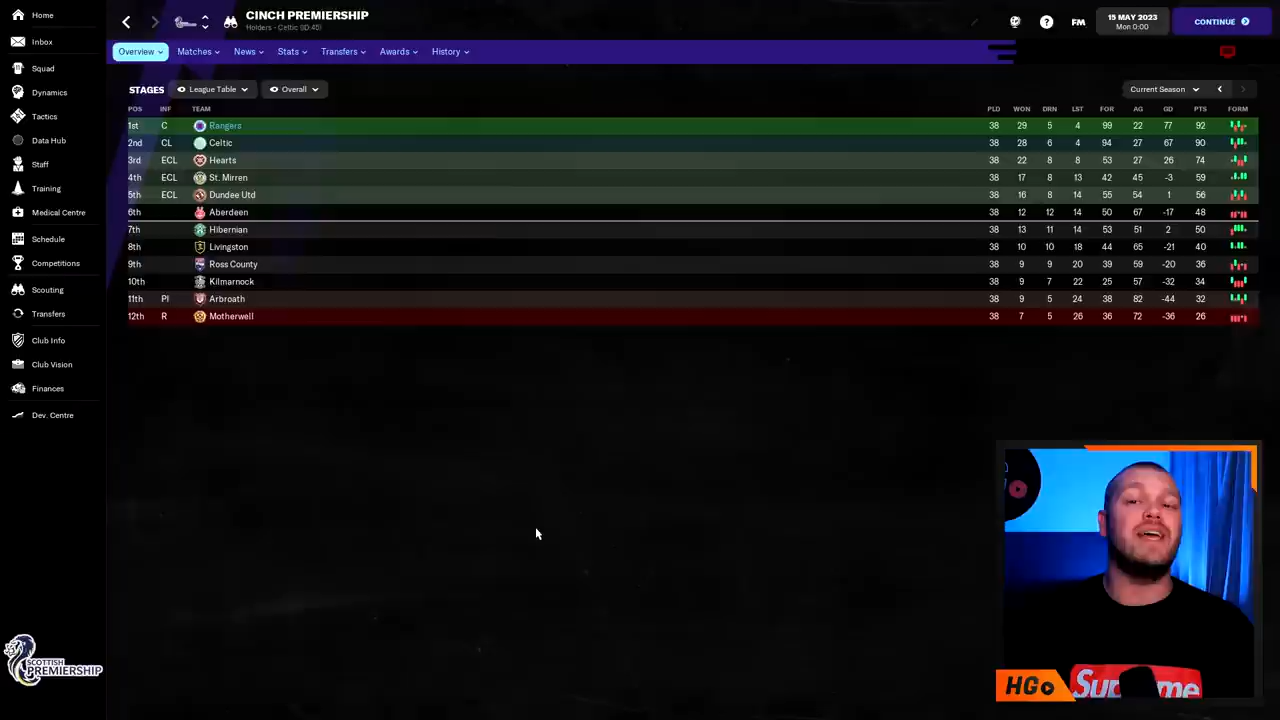 Home
Inbox
Squad
Dynamics
Tactics
Data Hub
Staff
Training
Medical Centre
Schedule
Competitions
Scouting
Transfers
Club Info
Club Vision
Finances
Dev. Centre
SCOTTISH
PREMIERSHIP
CINCH PREMIERSHIP
Holders - Celtic (ID:45)
FM
15 MAY 2023
Mon 0:00
CONTINUE
Overview Matches News Stats Transfers Awards History
STAGES League Table Overall Current Season
POS INF TEAM PLD WON DRN LST FOR AG GD PTS FORM
1st C Rangers 38 29 5 4 99 22 77 92
2nd CL Celtic 38 28 6 4 94 27 67 90
3rd ECL Hearts 38 22 8 8 53 27 26 74
4th ECL St. Mirren 38 17 8 13 42 45 -3 59
5th ECL Dundee Utd 38 16 8 14 55 54 1 56
6th Aberdeen 38 12 12 14 50 67 -17 48
7th Hibernian 38 13 11 14 53 51 2 50
8th Livingston 38 10 10 18 44 65 -21 40
9th Ross County 38 9 9 20 39 59 -20 36
10th Kilmarnock 38 9 7 22 25 57 -32 34
11th Pl Arbroath 38 9 5 24 38 82 -44 32
12th R Motherwell 38 7 5 26 36 72 -36 26
HGo